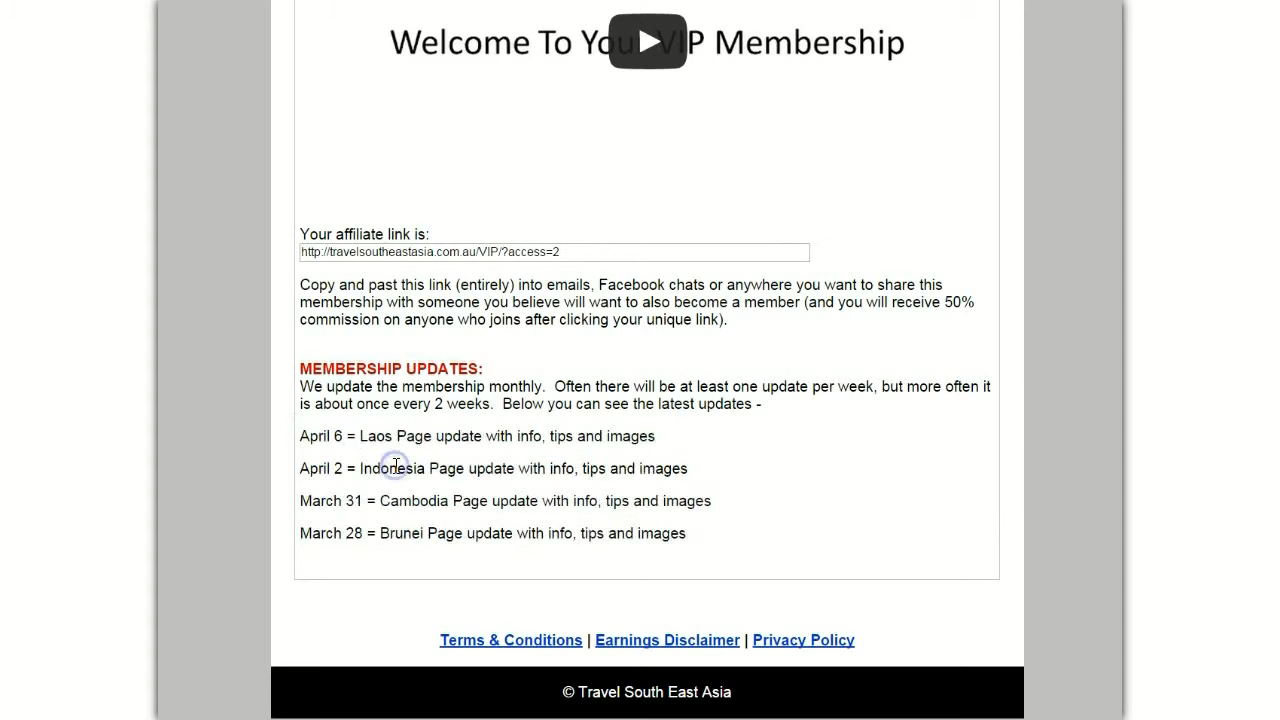 Welcome To Your VIP Membership
Your affiliate link is:
http://travelsoutheastasia.com.au/VIP/?access=2
Copy and past this link (entirely) into emails, Facebook chats or anywhere you want to share this
membership with someone you believe will want to also become a member (and you will receive 50%
commission on anyone who joins after clicking your unique link).
MEMBERSHIP UPDATES:
We update the membership monthly.  Often there will be at least one update per week, but more often it
is about once every 2 weeks.  Below you can see the latest updates -
April 6 = Laos Page update with info, tips and images
April 2 = Indonesia Page update with info, tips and images
March 31 = Cambodia Page update with info, tips and images
March 28 = Brunei Page update with info, tips and images
Terms & Conditions | Earnings Disclaimer | Privacy Policy
© Travel South East Asia